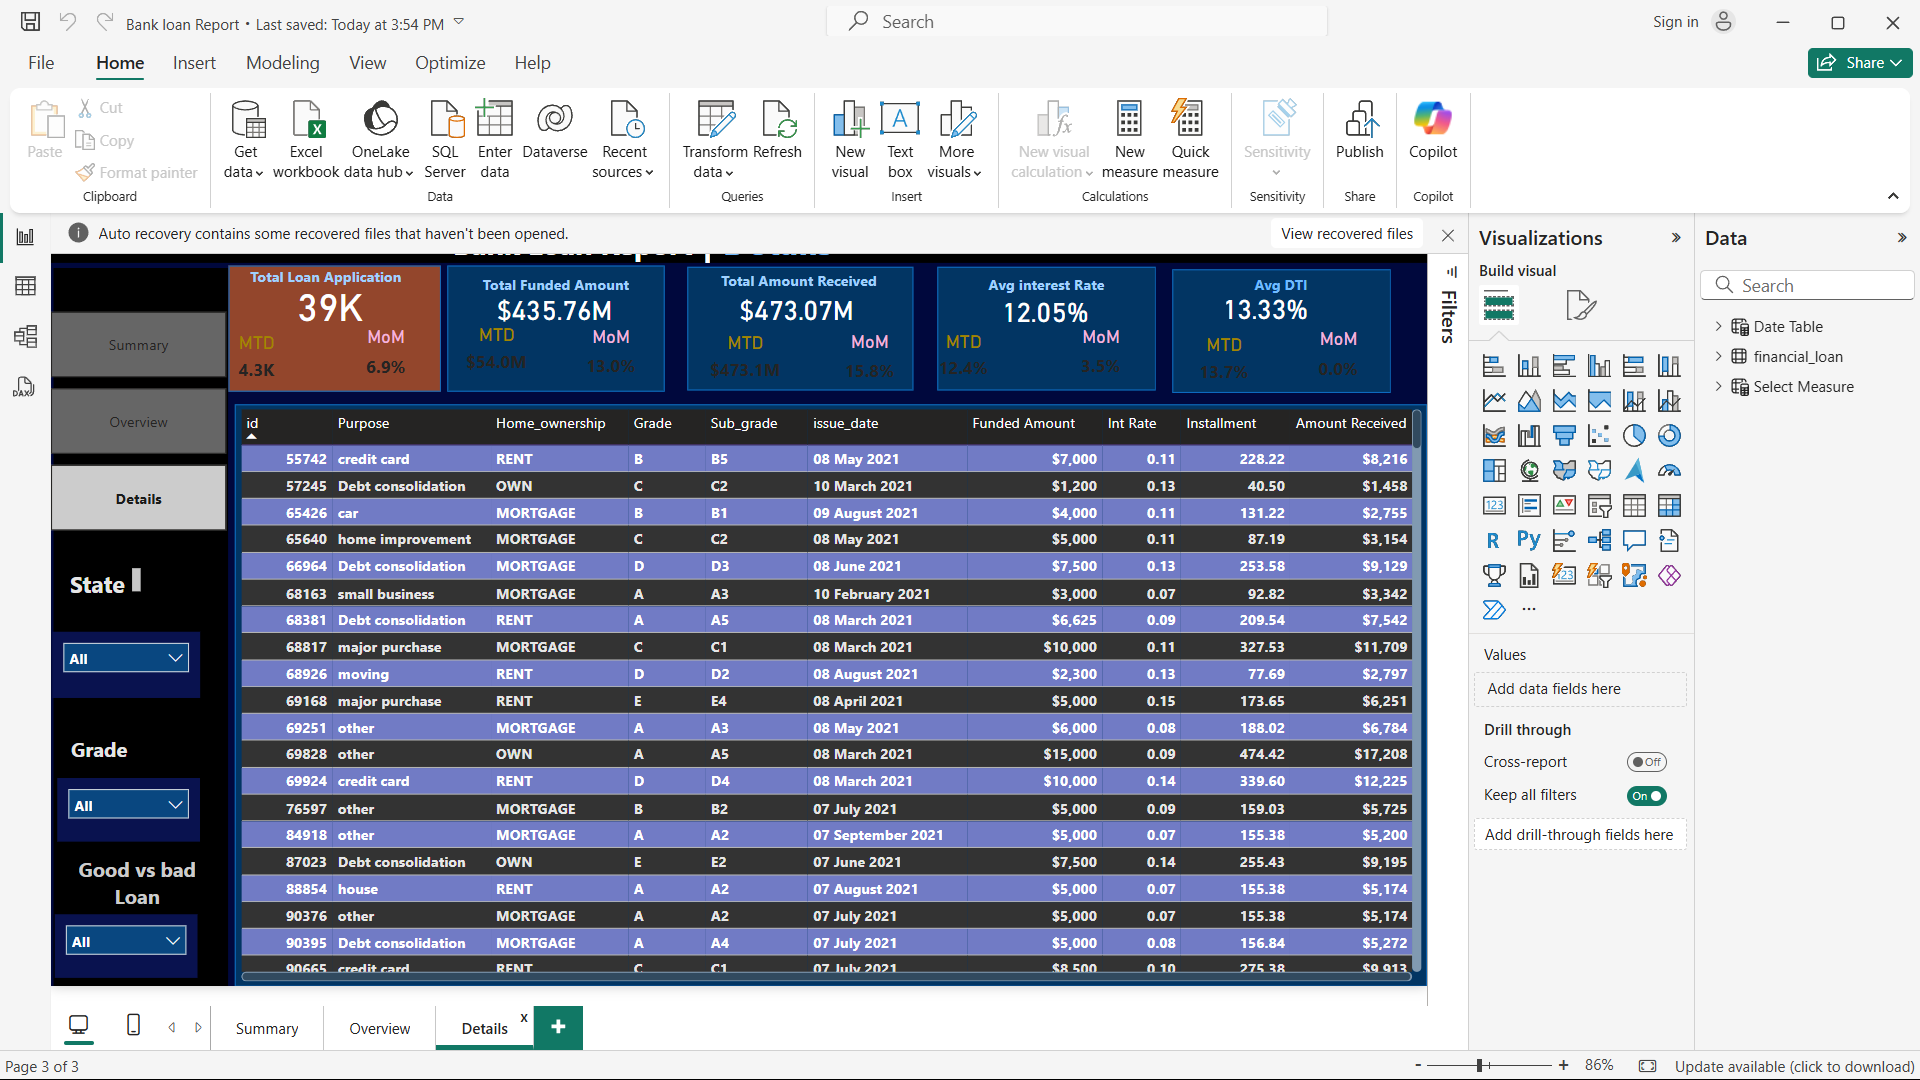 Bank loan Report • Last saved: Today at 3:54 PM
Search
Sign in
File Home Insert Modeling View Optimize Help
Share
Paste
Cut
Copy
Format painter
Clipboard
Get data
Excel workbook
OneLake data hub
SQL Server
Enter data
Dataverse
Recent sources
Data
Transform data
Refresh
Queries
New visual
Text box
More visuals
Insert
New visual calculation
New measure
Quick measure
Calculations
Sensitivity
Sensitivity
Publish
Share
Copilot
Copilot
Auto recovery contains some recovered files that haven't been opened.
View recovered files
Bank Loan Report | Details
Summary
Overview
Details
State
All
Grade
All
Good vs bad
Loan
All
Total Loan Application
39K
MTD MoM
4.3K 6.9%
Total Funded Amount
$435.76M
MTD MoM
$54.0M 13.0%
Total Amount Received
$473.07M
MTD MoM
$473.1M 15.8%
Avg interest Rate
12.05%
MTD MoM
12.4% 3.5%
Avg DTI
13.33%
MTD MoM
13.7% 0.0%
id Purpose Home_ownership Grade Sub_grade issue_date Funded Amount Int Rate Installment Amount Received
55742 credit card RENT B B5 08 May 2021 $7,000 0.11 228.22 $8,216
57245 Debt consolidation OWN C C2 10 March 2021 $1,200 0.13 40.50 $1,458
65426 car MORTGAGE B B1 09 August 2021 $4,000 0.11 131.22 $2,755
65640 home improvement MORTGAGE C C2 08 May 2021 $5,000 0.11 87.19 $3,154
66964 Debt consolidation MORTGAGE D D3 08 June 2021 $7,500 0.13 253.58 $9,129
68163 small business MORTGAGE A A3 10 February 2021 $3,000 0.07 92.82 $3,342
68381 Debt consolidation RENT A A5 08 March 2021 $6,625 0.09 209.54 $7,542
68817 major purchase MORTGAGE C C1 08 March 2021 $10,000 0.11 327.53 $11,709
68926 moving RENT D D2 08 August 2021 $2,300 0.13 77.69 $2,797
69168 major purchase RENT E E4 08 April 2021 $5,000 0.15 173.65 $6,251
69251 other MORTGAGE A A3 08 May 2021 $6,000 0.08 188.02 $6,784
69828 other OWN A A5 08 March 2021 $15,000 0.09 474.42 $17,208
69924 credit card RENT D D4 08 March 2021 $10,000 0.14 339.60 $12,225
76597 other MORTGAGE B B2 07 July 2021 $5,000 0.09 159.03 $5,725
84918 other MORTGAGE A A2 07 September 2021 $5,000 0.07 155.38 $5,200
87023 Debt consolidation OWN E E2 07 June 2021 $7,500 0.14 255.43 $9,195
88854 house RENT A A2 07 August 2021 $5,000 0.07 155.38 $5,174
90376 other MORTGAGE A A2 07 July 2021 $5,000 0.07 155.38 $5,174
90395 Debt consolidation MORTGAGE A A4 07 July 2021 $5,000 0.08 156.84 $5,272
90665 credit card RENT C C1 07 July 2021 $8,500 0.10 275.38 $9,913
Filters
Visualizations
Build visual
123
R Py
123
Values
Add data fields here
Drill through
Cross-report Off
Keep all filters On
Add drill-through fields here
Data
Search
Date Table
financial_loan
Select Measure
DAX
Summary Overview Details x +
Page 3 of 3
- + 86%
Update available (click to download)